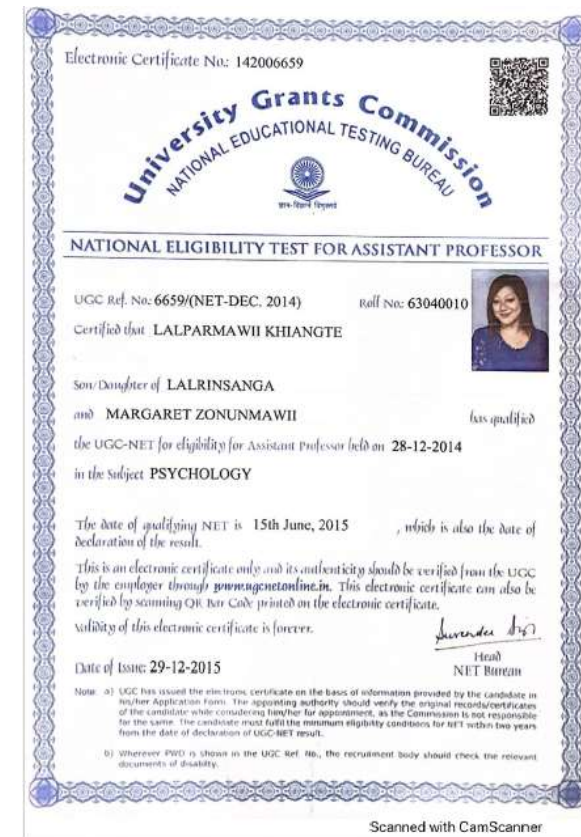 Electronic Certificate No.: 142006659
University Grants Commission
NATIONAL EDUCATIONAL TESTING BUREAU
ज्ञान-विज्ञान विमुक्तये
NATIONAL ELIGIBILITY TEST FOR ASSISTANT PROFESSOR
UGC Ref. No.: 6659/(NET-DEC. 2014) Roll No.: 63040010
Certified that LALPARMAWII KHIANGTE
Son/Daughter of LALRINSANGA
and MARGARET ZONUNMAWII has qualified
the UGC-NET for eligibility for Assistant Professor held on 28-12-2014
in the Subject PSYCHOLOGY
The date of qualifying NET is 15th June, 2015 , which is also the date of
declaration of the result.
This is an electronic certificate only and its authenticity should be verified from the UGC
by the employer through www.ugcnetonline.in. This electronic certificate can also be
verified by scanning QR Bar Code printed on the electronic certificate.
Validity of this electronic certificate is forever.
Head
Date of Issue: 29-12-2015 NET Bureau
Note: a) UGC has issued the electronic certificate on the basis of information provided by the candidate in
his/her Application Form. The appointing authority should verify the original records/certificates
of the candidate while considering him/her for appointment, as the Commission is not responsible
for the same. The candidate must fulfil the minimum eligibility conditions for NET within two years
from the date of declaration of UGC-NET result.
b) Wherever PWD is shown in the UGC Ref. No., the recruitment body should check the relevant
documents of disability.
Scanned with CamScanner